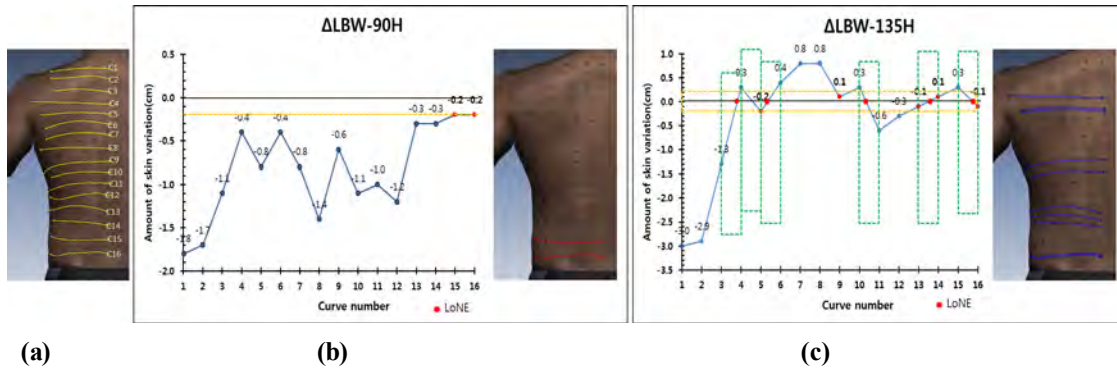 C1
C2
C3
C4
C5
C6
C7
C8
C9
C10
C11
C12
C13
C14
C15
C16
ΔLBW-90H
Amount of skin variation(cm)
0.5
0.0
-0.5
-1.0
-1.5
-2.0
-1.8
-1.7
-1.1
-0.4
-0.8
-0.4
-0.8
-1.4
-0.6
-1.1
-1.0
-1.2
-0.3
-0.3
-0.2
-0.2
1 2 3 4 5 6 7 8 9 10 11 12 13 14 15 16
Curve number
LoNE
ΔLBW-135H
Amount of skin variation(cm)
1.0
0.5
0.0
-0.5
-1.0
-1.5
-2.0
-2.5
-3.0
-3.5
-3.0
-2.9
-1.3
0.3
-0.2
0.4
0.8
0.8
0.1
0.3
-0.6
-0.3
-0.1
0.1
0.3
-0.1
1 2 3 4 5 6 7 8 9 10 11 12 13 14 15 16
Curve number
LoNE
(a) (b) (c)